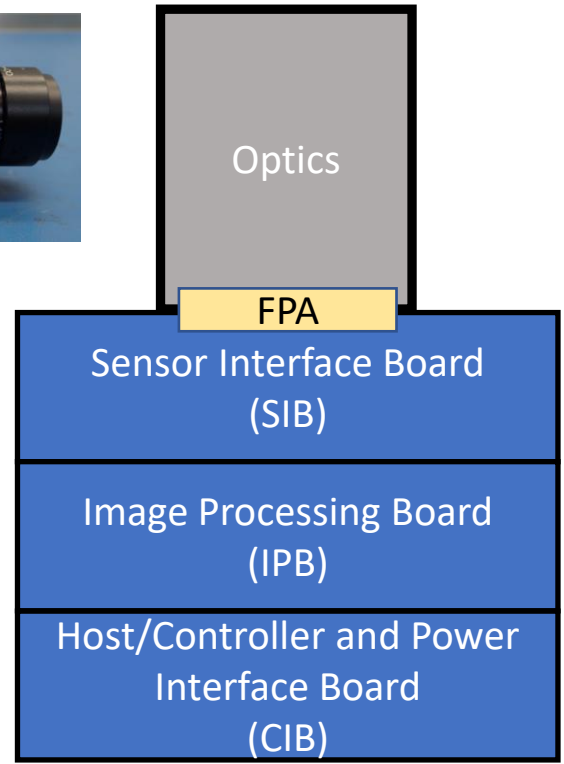 Optics
FPA
Sensor Interface Board
(SIB)
Image Processing Board
(IPB)
Host/Controller and Power
Interface Board
(CIB)